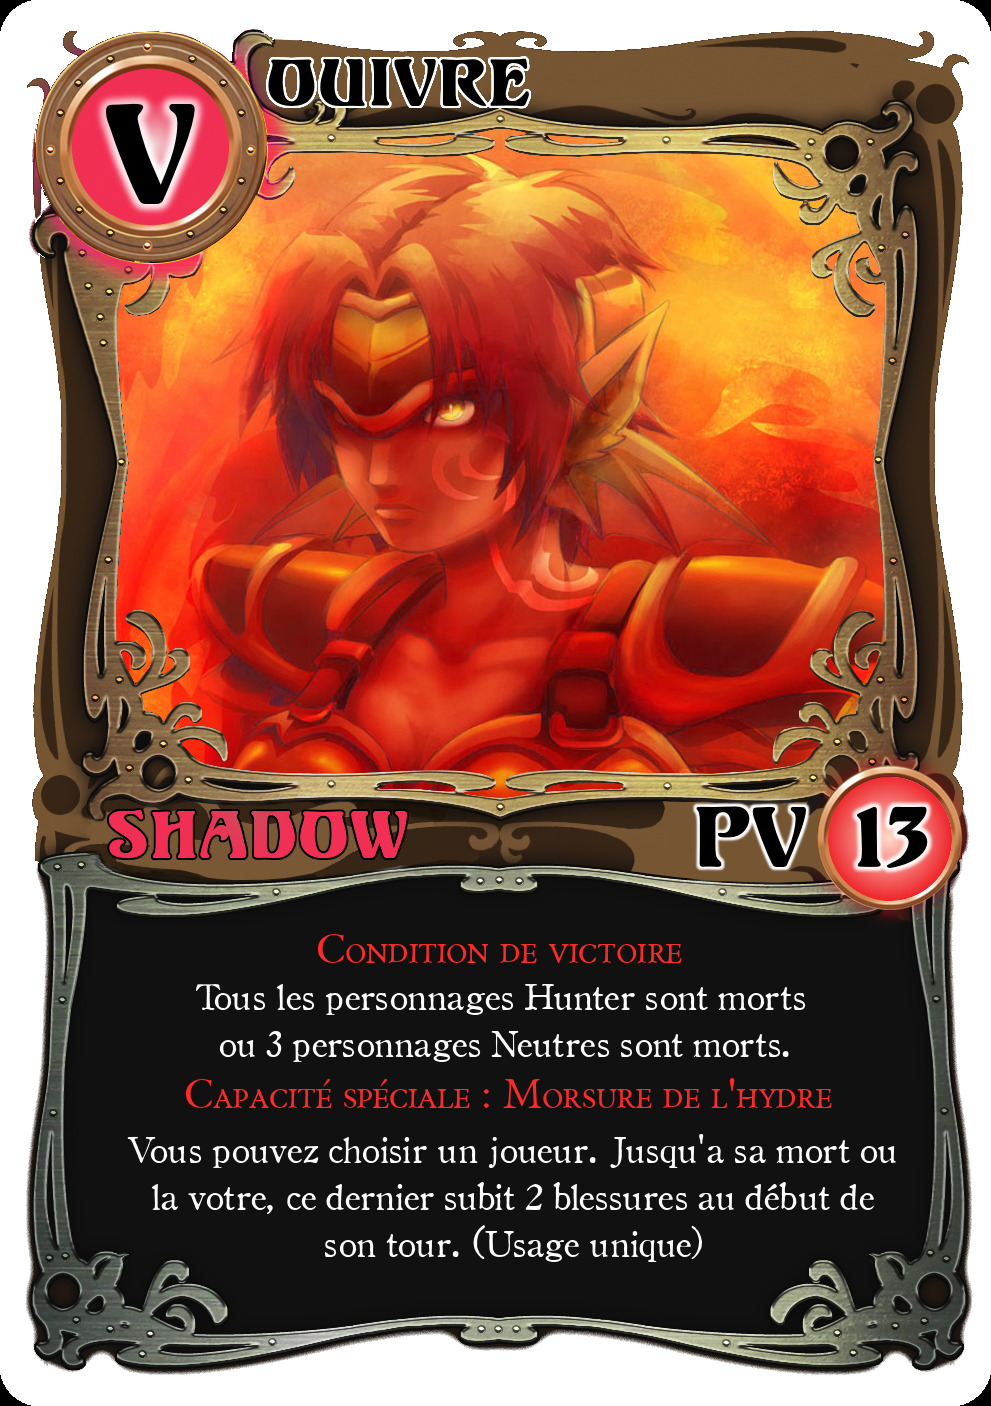 V OUIVRE
SHADOW
PV 13
Condition de victoire
Tous les personnages Hunter sont morts
ou 3 personnages Neutres sont morts.
Capacité spéciale : Morsure de l'hydre
Vous pouvez choisir un joueur. Jusqu'a sa mort ou
la votre, ce dernier subit 2 blessures au début de
son tour. (Usage unique)